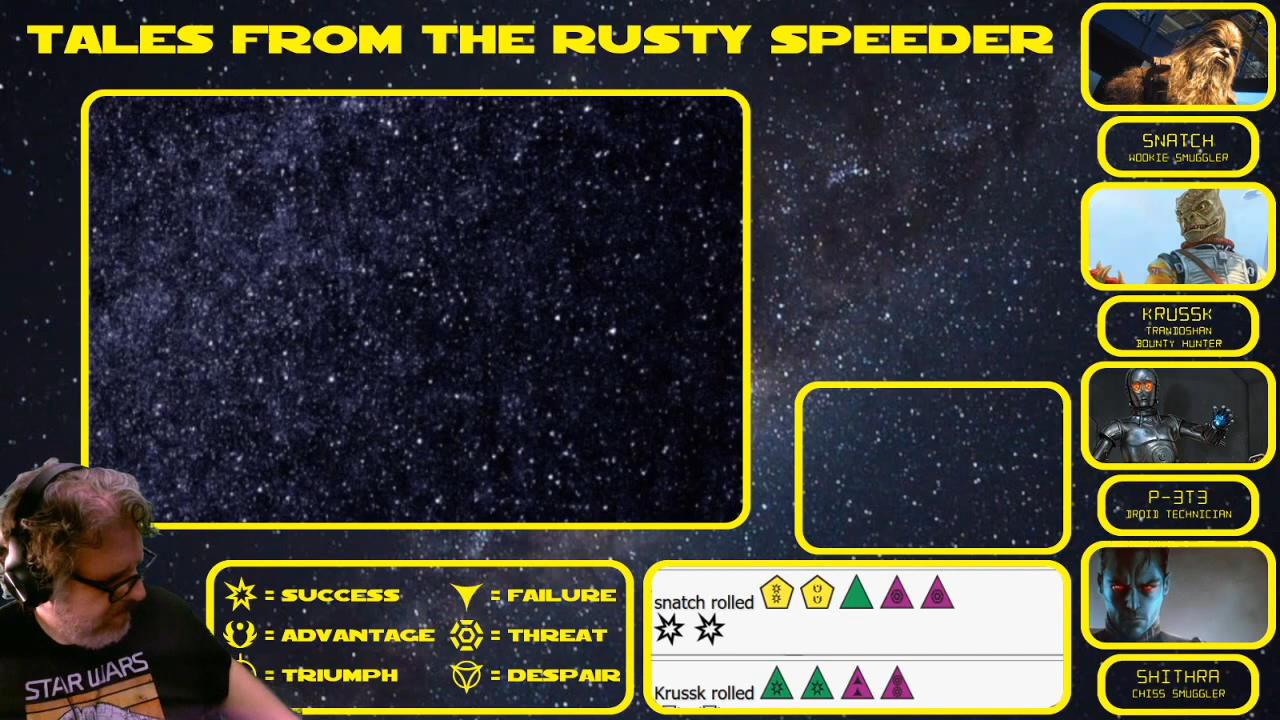 TALES FROM THE RUSTY SPEEDER
SNATCH
WOOKIE SMUGGLER
KRUSSK
TRANDOSHAN
BOUNTY HUNTER
P-3T3
DROID TECHNICIAN
SHITHRA
CHISS SMUGGLER
= SUCCESS
= FAILURE
= ADVANTAGE
= THREAT
= TRIUMPH
= DESPAIR
snatch rolled
Krussk rolled
STAR WARS